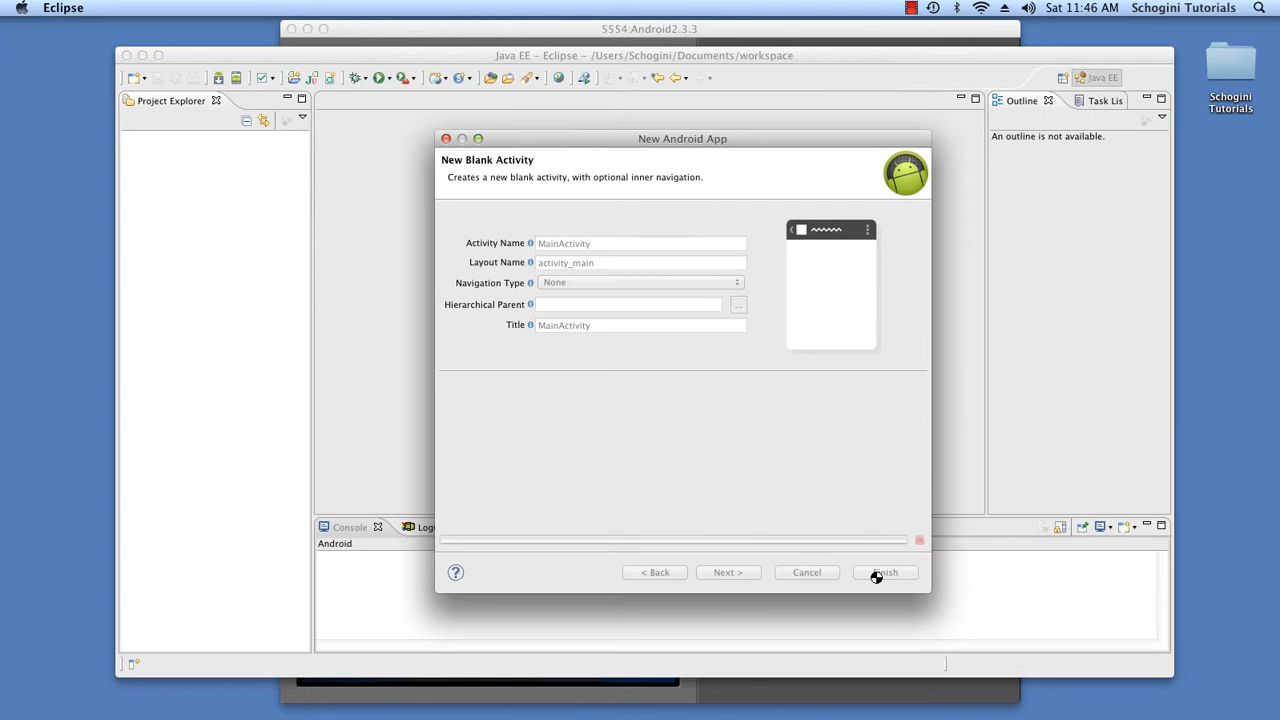 Eclipse
Sat 11:46 AM Schogini Tutorials
5554:Android2.3.3
Java EE - Eclipse - /Users/Schogini/Documents/workspace
Java EE
Project Explorer
Outline
Task Lis
An outline is not available.
Schogini
Tutorials
New Android App
New Blank Activity
Creates a new blank activity, with optional inner navigation.
Activity Name MainActivity
Layout Name activity_main
Navigation Type None
Hierarchical Parent ...
Title MainActivity
Console
Log
Android
? < Back Next > Cancel Finish